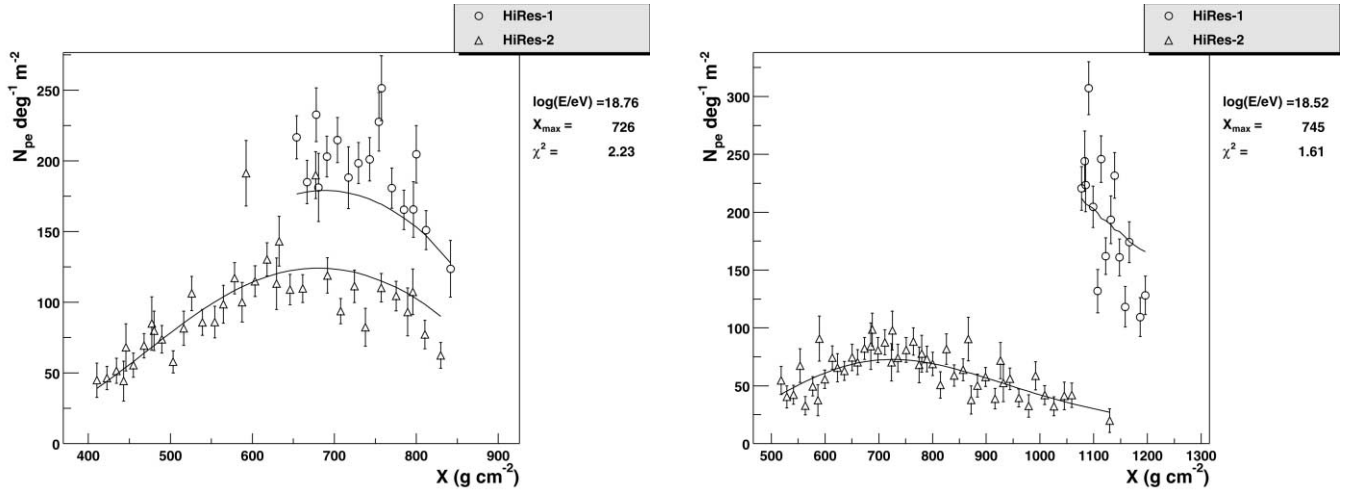 HiRes-1
HiRes-2
N_pe deg^-1 m^-2
250
200
150
100
50
0
400 500 600 700 800 900
X (g cm^-2)
log(E/eV) =18.76
X_max = 726
χ^2 = 2.23
HiRes-1
HiRes-2
N_pe deg^-1 m^-2
300
250
200
150
100
50
0
500 600 700 800 900 1000 1100 1200 1300
X (g cm^-2)
log(E/eV) =18.52
X_max = 745
χ^2 = 1.61